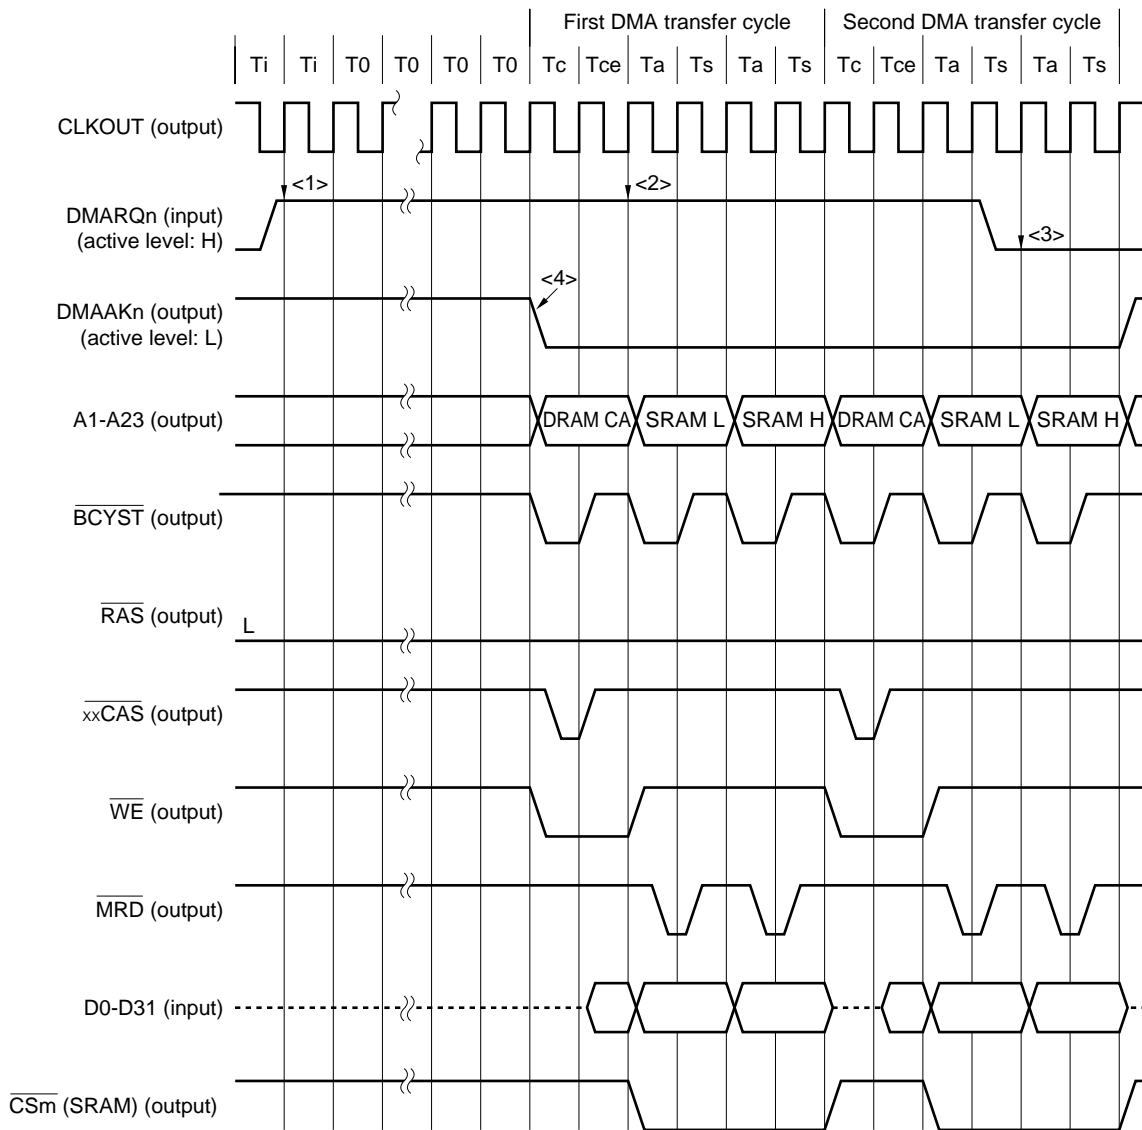 First DMA transfer cycle Second DMA transfer cycle
Ti Ti T0 T0 T0 T0 Tc Tce Ta Ts Ta Ts Tc Tce Ta Ts Ta Ts
CLKOUT (output)
<1> <2>
DMARQn (input)
(active level: H)
<3>
<4>
DMAAKn (output)
(active level: L)
A1-A23 (output) DRAM CA SRAM L SRAM H DRAM CA SRAM L SRAM H
BCYST (output)
RAS (output)
L
xxCAS (output)
WE (output)
MRD (output)
D0-D31 (input)
CSm (SRAM) (output)